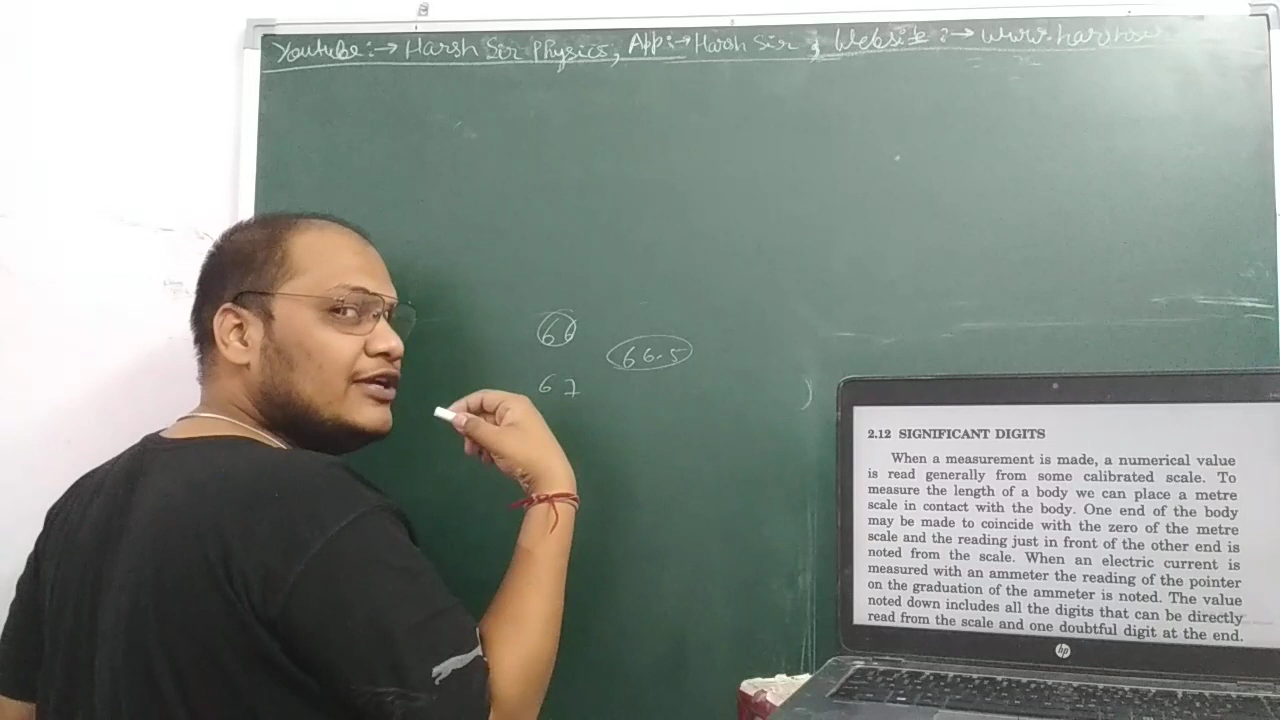 Youtube:→ Harsh Sir Physics, App:→ Harsh Sir ; Website :→
66
66.5
67
2.12 SIGNIFICANT DIGITS
When a measurement is made, a numerical value
is read generally from some calibrated scale. To
measure the length of a body we can place a metre
scale in contact with the body. One end of the body
may be made to coincide with the zero of the metre
scale and the reading just in front of the other end is
noted from the scale. When an electric current is
measured with an ammeter the reading of the pointer
on the graduation of the ammeter is noted. The value
noted down includes all the digits that can be directly
read from the scale and one doubtful digit at the end.
hp